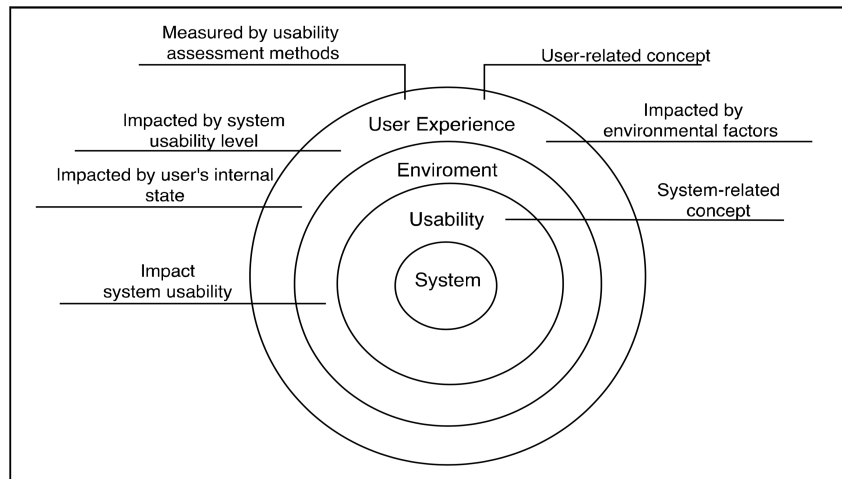 Measured by usability
assessment methods
User-related concept
Impacted by system
usability level
User Experience
Impacted by
environmental factors
Impacted by user's internal
state
Enviroment
System-related
concept
Usability
Impact
system usability
System